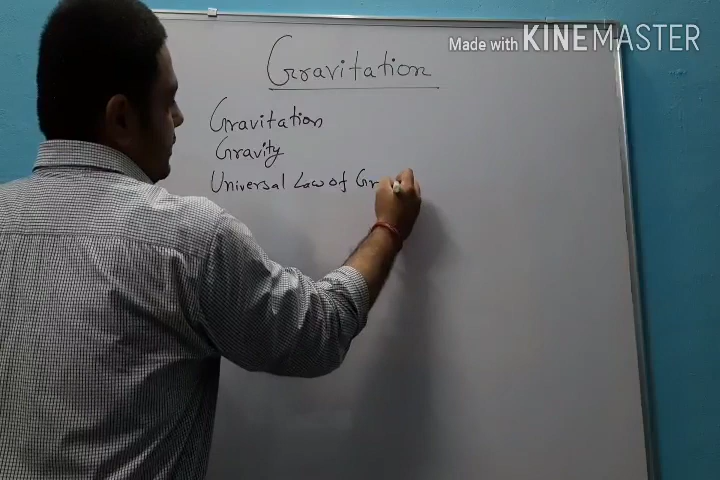 Made with KINEMASTER
Gravitation
Gravitation
Gravity
Universal Law of Gr